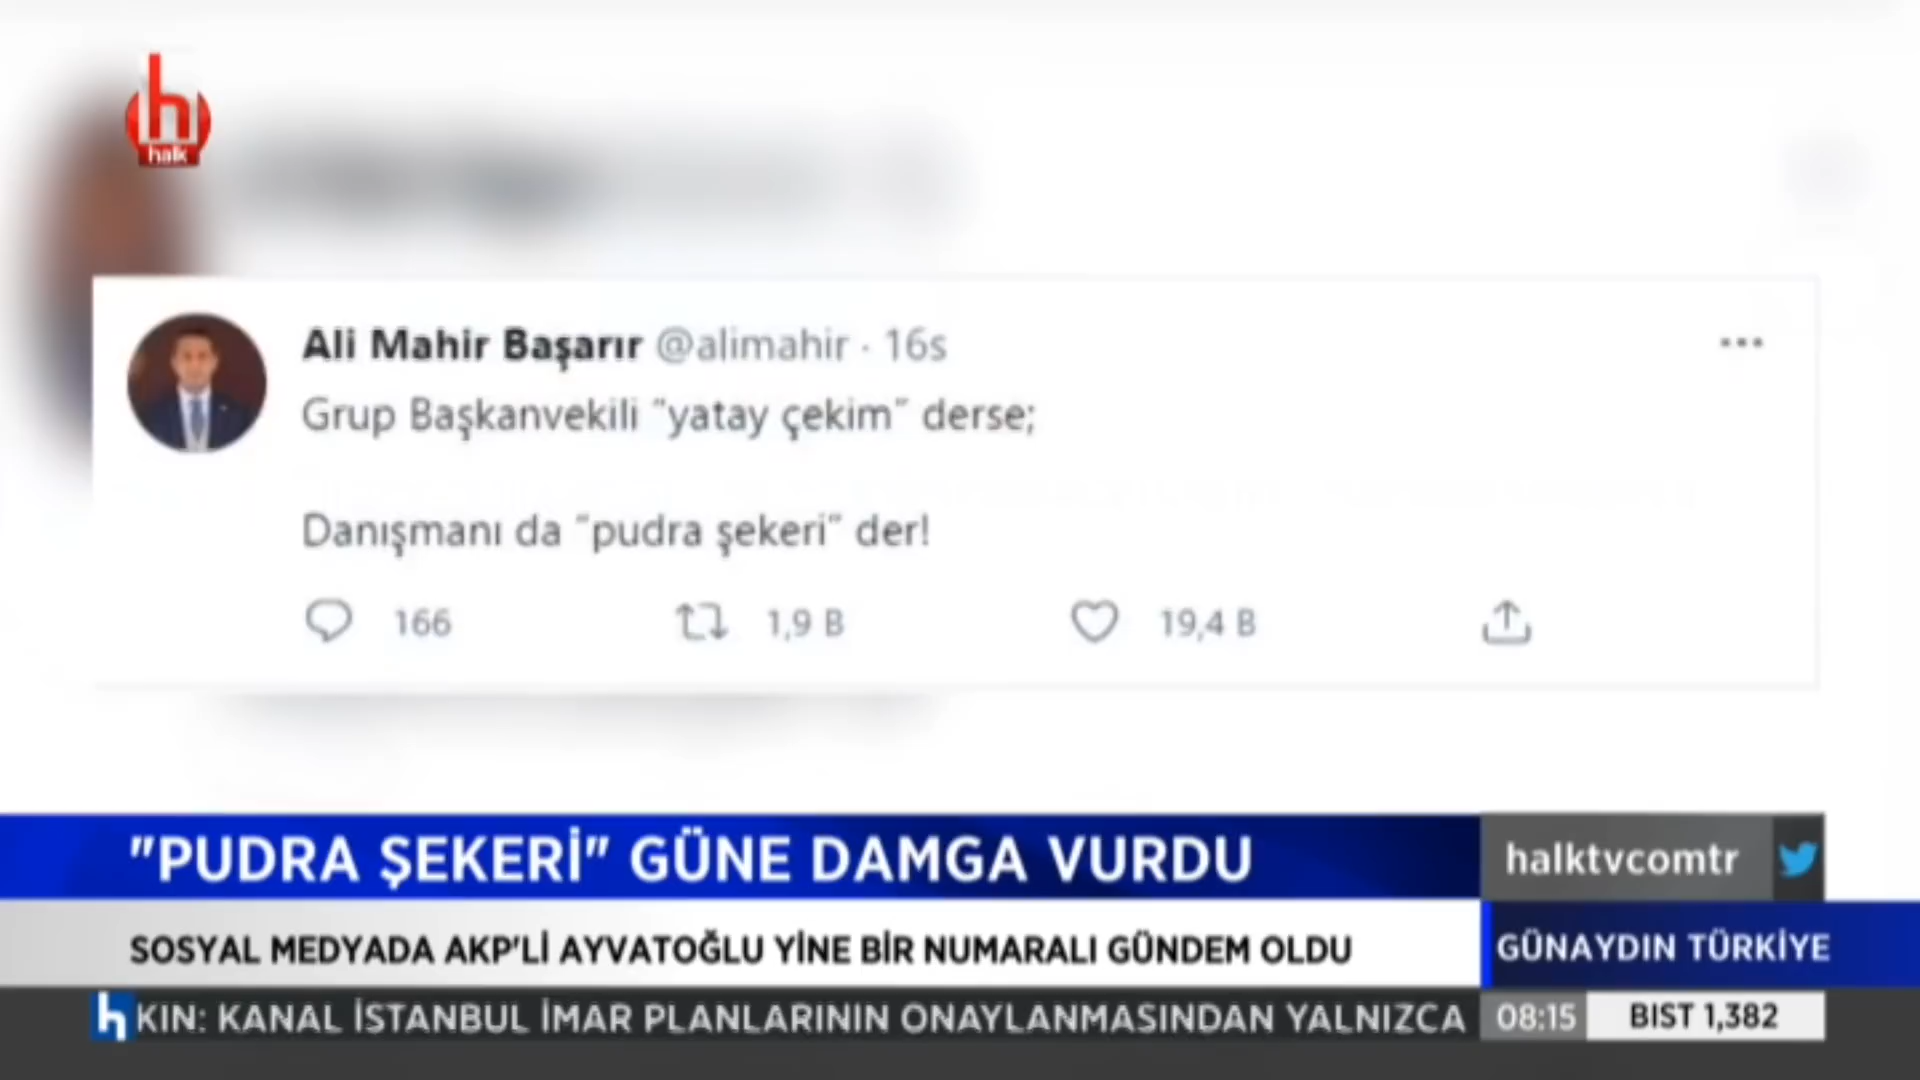 halk
Ali Mahir Başarır @alimahir · 16s
Grup Başkanvekili "yatay çekim" derse;
Danışmanı da "pudra şekeri" der!
166 1,9 B 19,4 B
"PUDRA ŞEKERİ" GÜNE DAMGA VURDU
halktvcomtr
SOSYAL MEDYADA AKP'Lİ AYVATOĞLU YİNE BİR NUMARALI GÜNDEM OLDU
GÜNAYDIN TÜRKİYE
h KIN: KANAL İSTANBUL İMAR PLANLARININ ONAYLANMASINDAN YALNIZCA
08:15 BIST 1,382